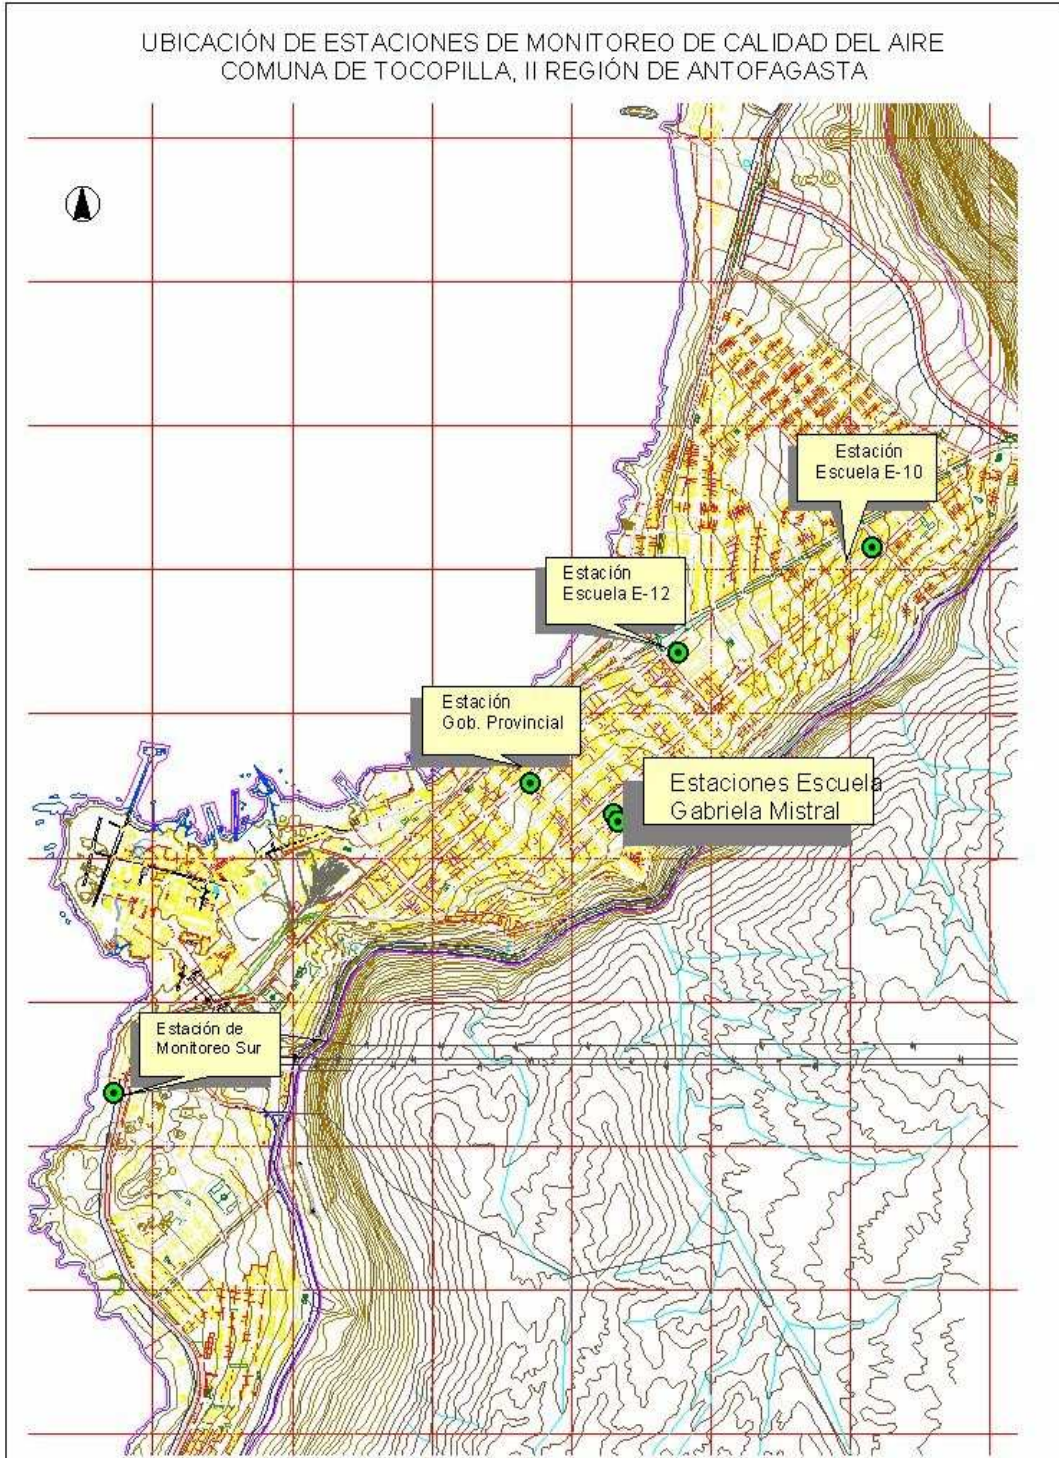 UBICACIÓN DE ESTACIONES DE MONITOREO DE CALIDAD DEL AIRE
COMUNA DE TOCOPILLA, II REGIÓN DE ANTOFAGASTA
Estación
Escuela E-10
Estación
Escuela E-12
Estación
Gob. Provincial
Estaciones Escuela
Gabriela Mistral
Estación de
Monitoreo Sur